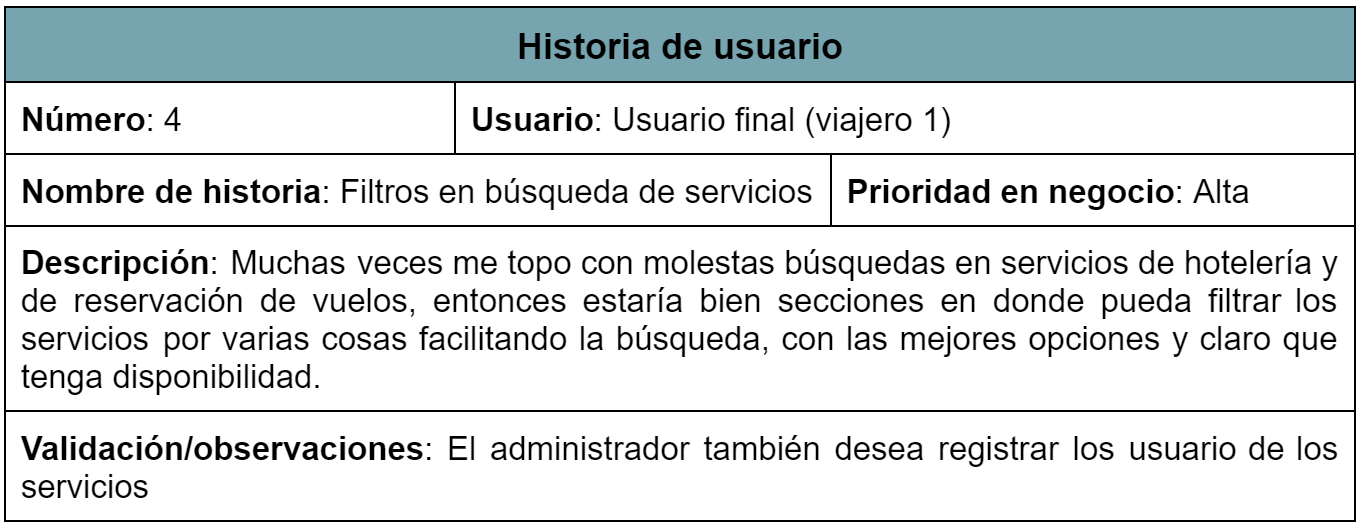 Historia de usuario
Número: 4
Usuario: Usuario final (viajero 1)
Nombre de historia: Filtros en búsqueda de servicios
Prioridad en negocio: Alta
Descripción: Muchas veces me topo con molestas búsquedas en servicios de hotelería y
de reservación de vuelos, entonces estaría bien secciones en donde pueda filtrar los
servicios por varias cosas facilitando la búsqueda, con las mejores opciones y claro que
tenga disponibilidad.
Validación/observaciones: El administrador también desea registrar los usuario de los
servicios